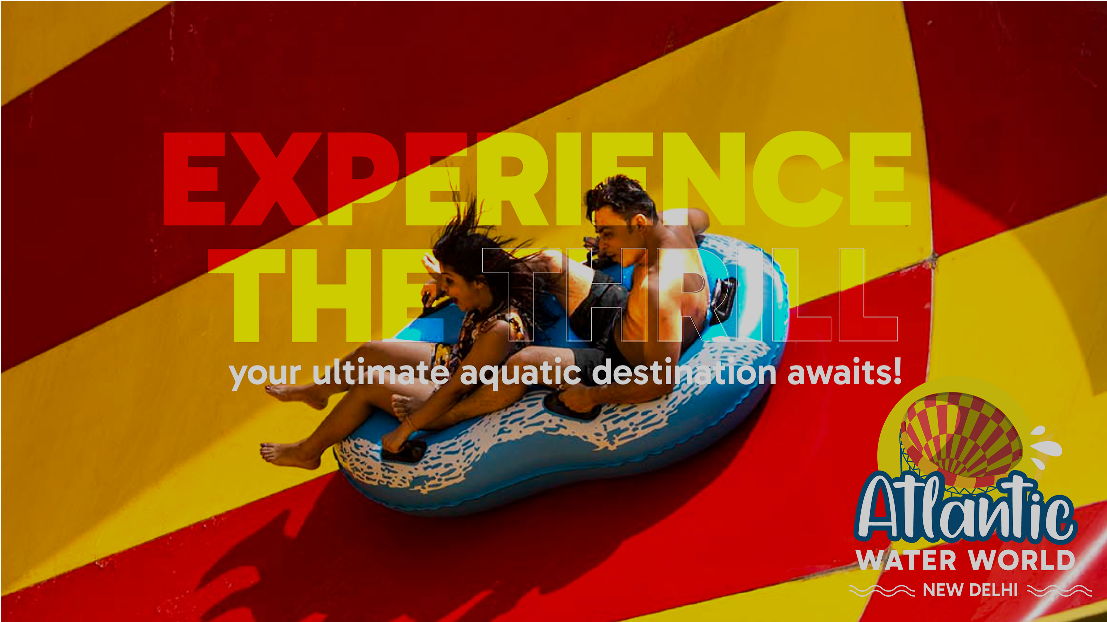 EXPERIENCE
THE THRILL
your ultimate aquatic destination awaits!
Atlantic
WATER WORLD
NEW DELHI